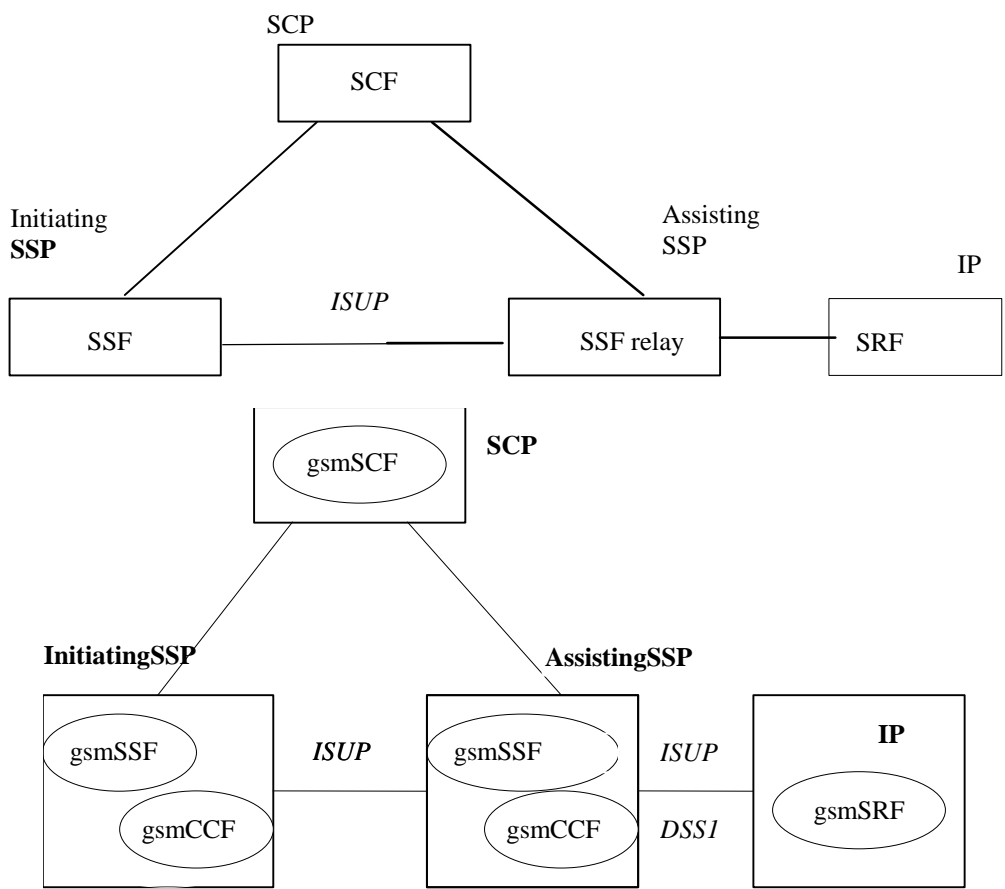 SCP
SCF
Initiating
SSP
Assisting
SSP
IP
ISUP
SSF
SSF relay
SRF
SCP
gsmSCF
InitiatingSSP
AssistingSSP
gsmSSF
ISUP
gsmSSF
ISUP
IP
gsmCCF
gsmCCF
DSS1
gsmSRF